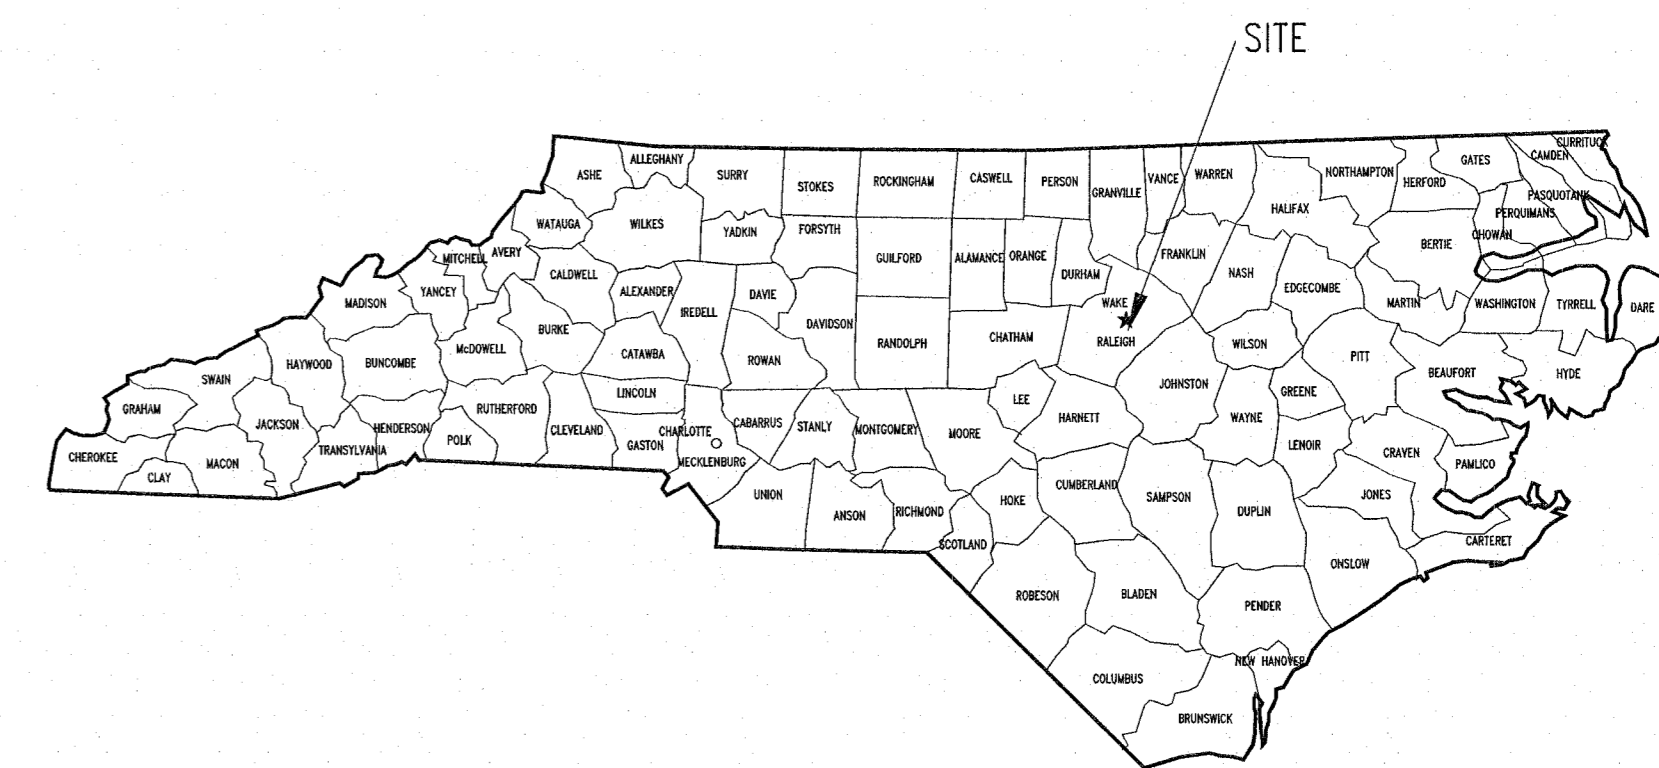 SITE
CURRITUCK
ALLEGHANY
GATES
CAMDEN
ASHE
SURRY
STOKES
ROCKINGHAM
CASWELL
PERSON
GRANVILLE
VANCE
WARREN
NORTHAMPTON
HERFORD
PASQUOTANK
HALIFAX
PERQUIMANS
WATAUGA
WILKES
YADKIN
FORSYTH
CHOWAN
BERTIE
MITCHELL
AVERY
GUILFORD
ALAMANCE
ORANGE
DURHAM
FRANKLIN
NASH
CALDWELL
EDGECOMBE
MADISON
YANCEY
ALEXANDER
DAVIE
WAKE
MARTIN
WASHINGTON
TYRRELL
DARE
IREDELL
BURKE
DAVIDSON
CHATHAM
RALEIGH
WILSON
HAYWOOD
BUNCOMBE
McDOWELL
CATAWBA
ROWAN
RANDOLPH
PITT
SWAIN
LINCOLN
LEE
JOHNSTON
GREENE
BEAUFORT
HYDE
GRAHAM
JACKSON
RUTHERFORD
HARNETT
WAYNE
HENDERSON
POLK
CLEVELAND
GASTON
CHARLOTTE
CABARRUS
STANLY
MONTGOMERY
MOORE
LENOIR
CRAVEN
CHEROKEE
CLAY
MACON
TRANSYLVANIA
MECKLENBURG
PAMLICO
UNION
ANSON
RICHMOND
HOKE
CUMBERLAND
SAMPSON
DUPLIN
JONES
SCOTLAND
CARTERET
ONSLOW
ROBESON
BLADEN
PENDER
NEW HANOVER
COLUMBUS
BRUNSWICK